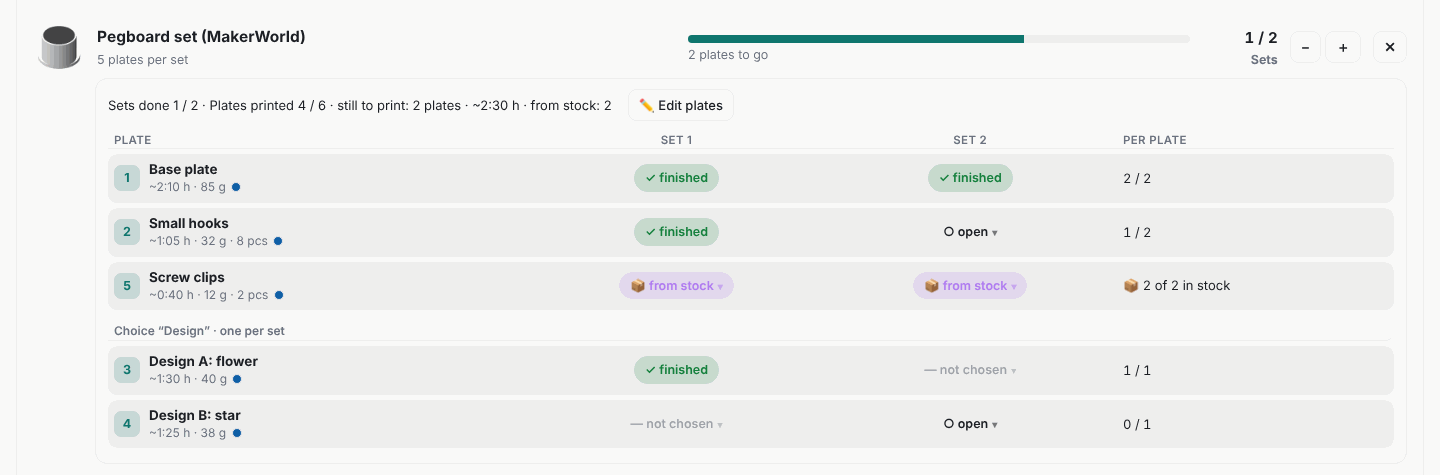 Pegboard set (MakerWorld)
5 plates per set
2 plates to go
1 / 2
Sets
− + ✕
Sets done 1 / 2 · Plates printed 4 / 6 · still to print: 2 plates · ~2:30 h · from stock: 2
✏️ Edit plates
PLATE SET 1 SET 2 PER PLATE
1 Base plate ✓ finished ✓ finished 2 / 2
~2:10 h · 85 g
2 Small hooks ✓ finished O open ▾ 1 / 2
~1:05 h · 32 g · 8 pcs
5 Screw clips 📦 from stock ▾ 📦 from stock ▾ 📦 2 of 2 in stock
~0:40 h · 12 g · 2 pcs
Choice “Design” · one per set
3 Design A: flower ✓ finished — not chosen ▾ 1 / 1
~1:30 h · 40 g
4 Design B: star — not chosen ▾ O open ▾ 0 / 1
~1:25 h · 38 g